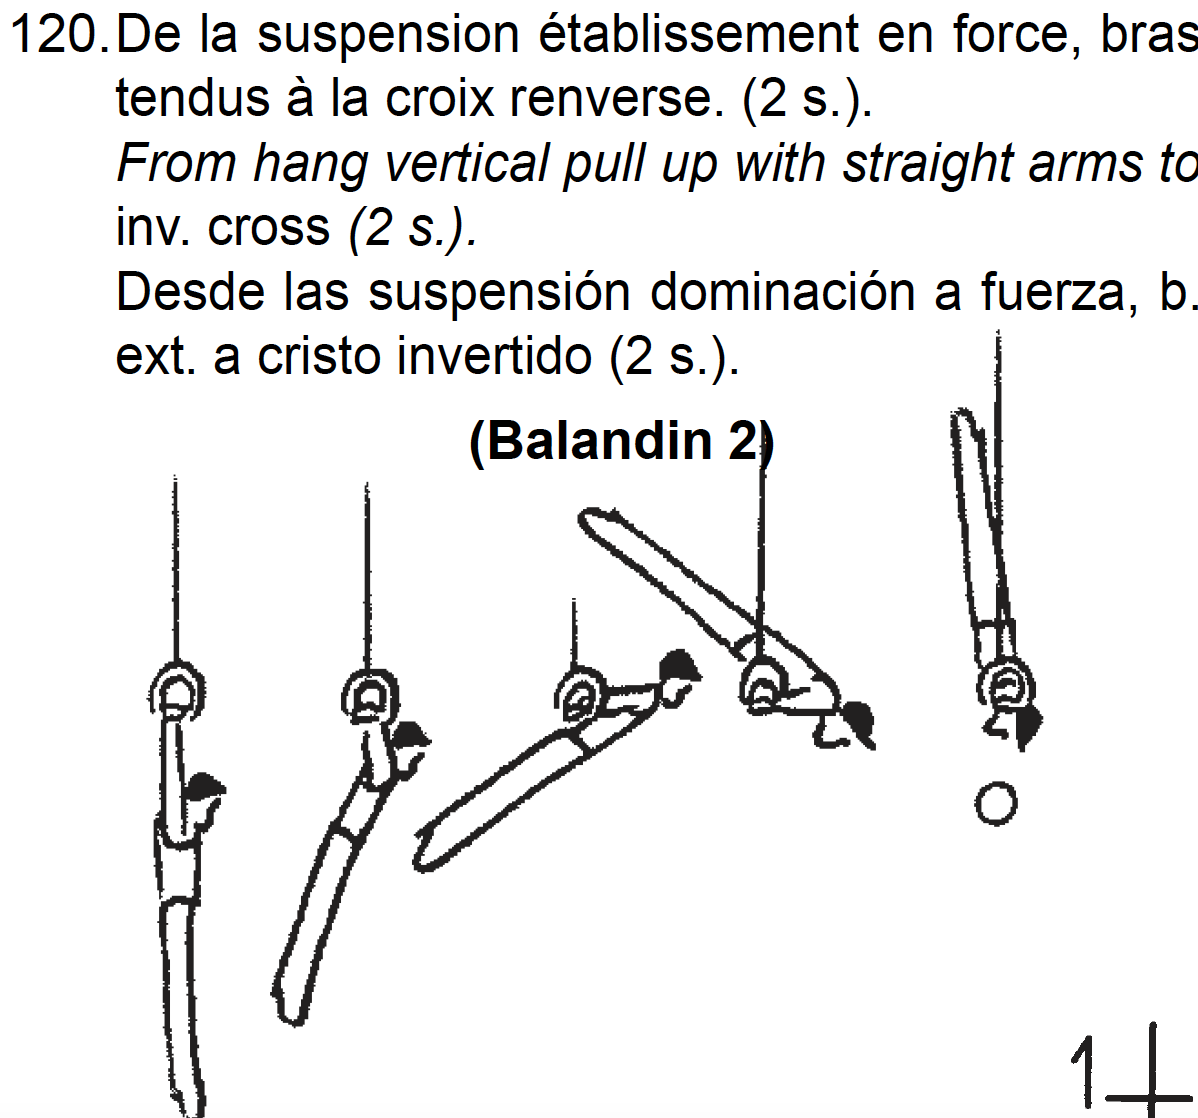 120. De la suspension établissement en force, bras
tendus à la croix renverse. (2 s.).
From hang vertical pull up with straight arms to
inv. cross (2 s.).
Desde las suspensión dominación a fuerza, b.
ext. a cristo invertido (2 s.).
(Balandin 2)
1